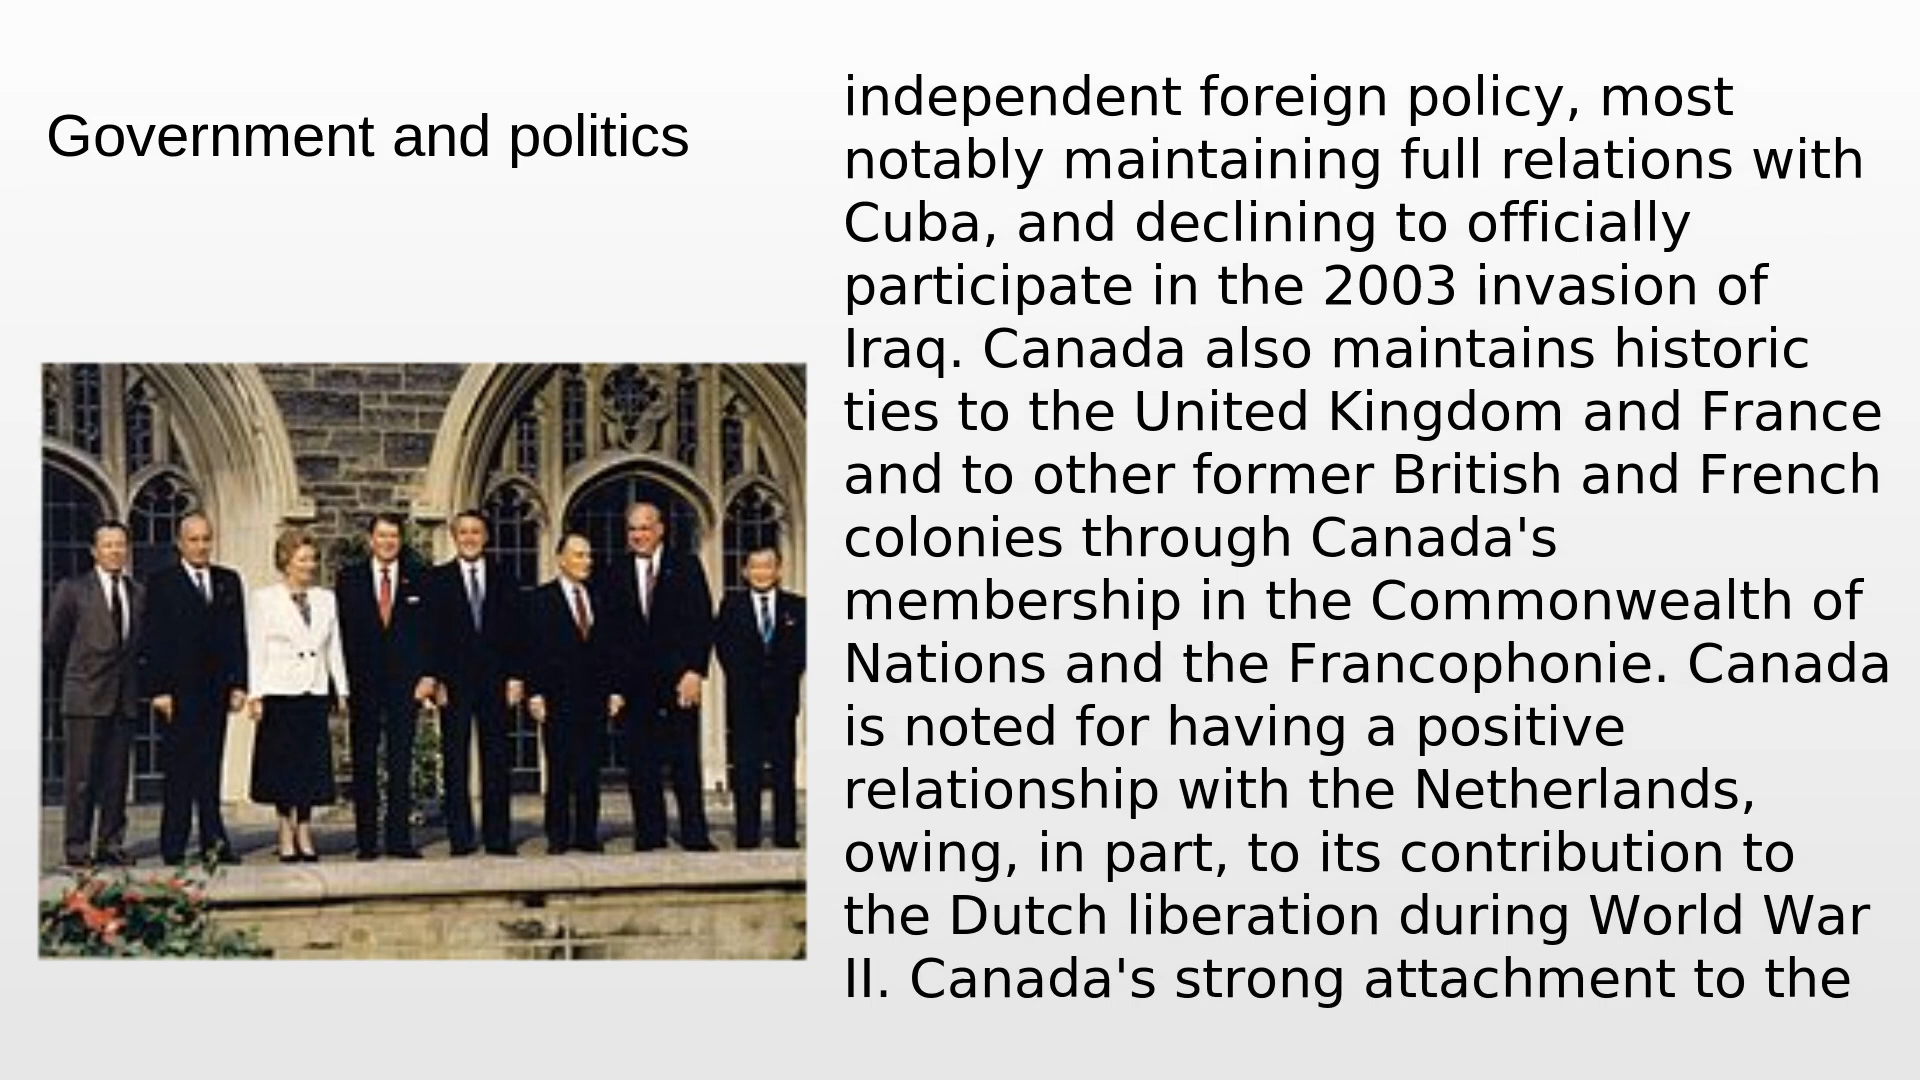 Government and politics
independent foreign policy, most
notably maintaining full relations with
Cuba, and declining to officially
participate in the 2003 invasion of
Iraq. Canada also maintains historic
ties to the United Kingdom and France
and to other former British and French
colonies through Canada's
membership in the Commonwealth of
Nations and the Francophonie. Canada
is noted for having a positive
relationship with the Netherlands,
owing, in part, to its contribution to
the Dutch liberation during World War
II. Canada's strong attachment to the